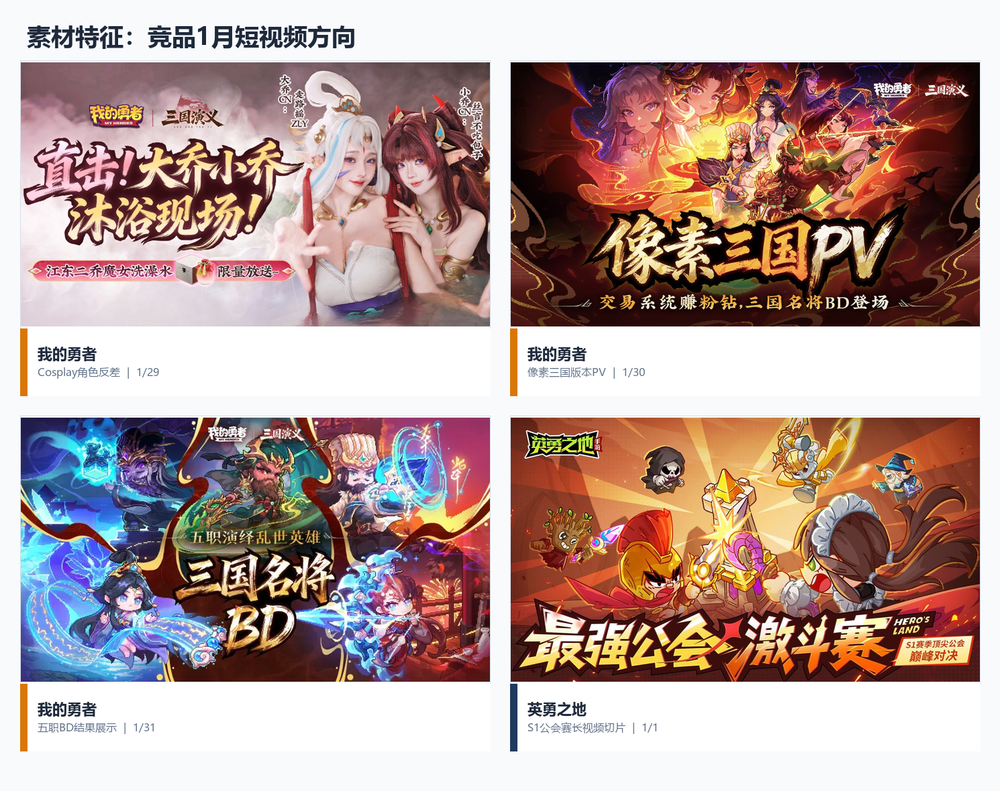 素材特征：竞品1月短视频方向
我的勇者
MY HEROES
三国演义
大乔CN：
走路摇ZLY
小乔CN：
丝百不吃包子
直击！大乔小乔
沐浴现场！
江东二乔魔女洗澡水
限量放送~
我的勇者
Cosplay角色反差 | 1/29
我的勇者
MY HEROES
三国演义
像素三国PV
交易系统赚粉钻,三国名将BD登场
我的勇者
像素三国版本PV | 1/30
我的勇者
MY HEROES
三国演义
五职演绎乱世英雄
三国名将
BD
我的勇者
五职BD结果展示 | 1/31
英勇之地
手游
最强公会激斗赛
HERO'S
LAND
S1赛季顶尖公会
巅峰对决
英勇之地
S1公会赛长视频切片 | 1/1